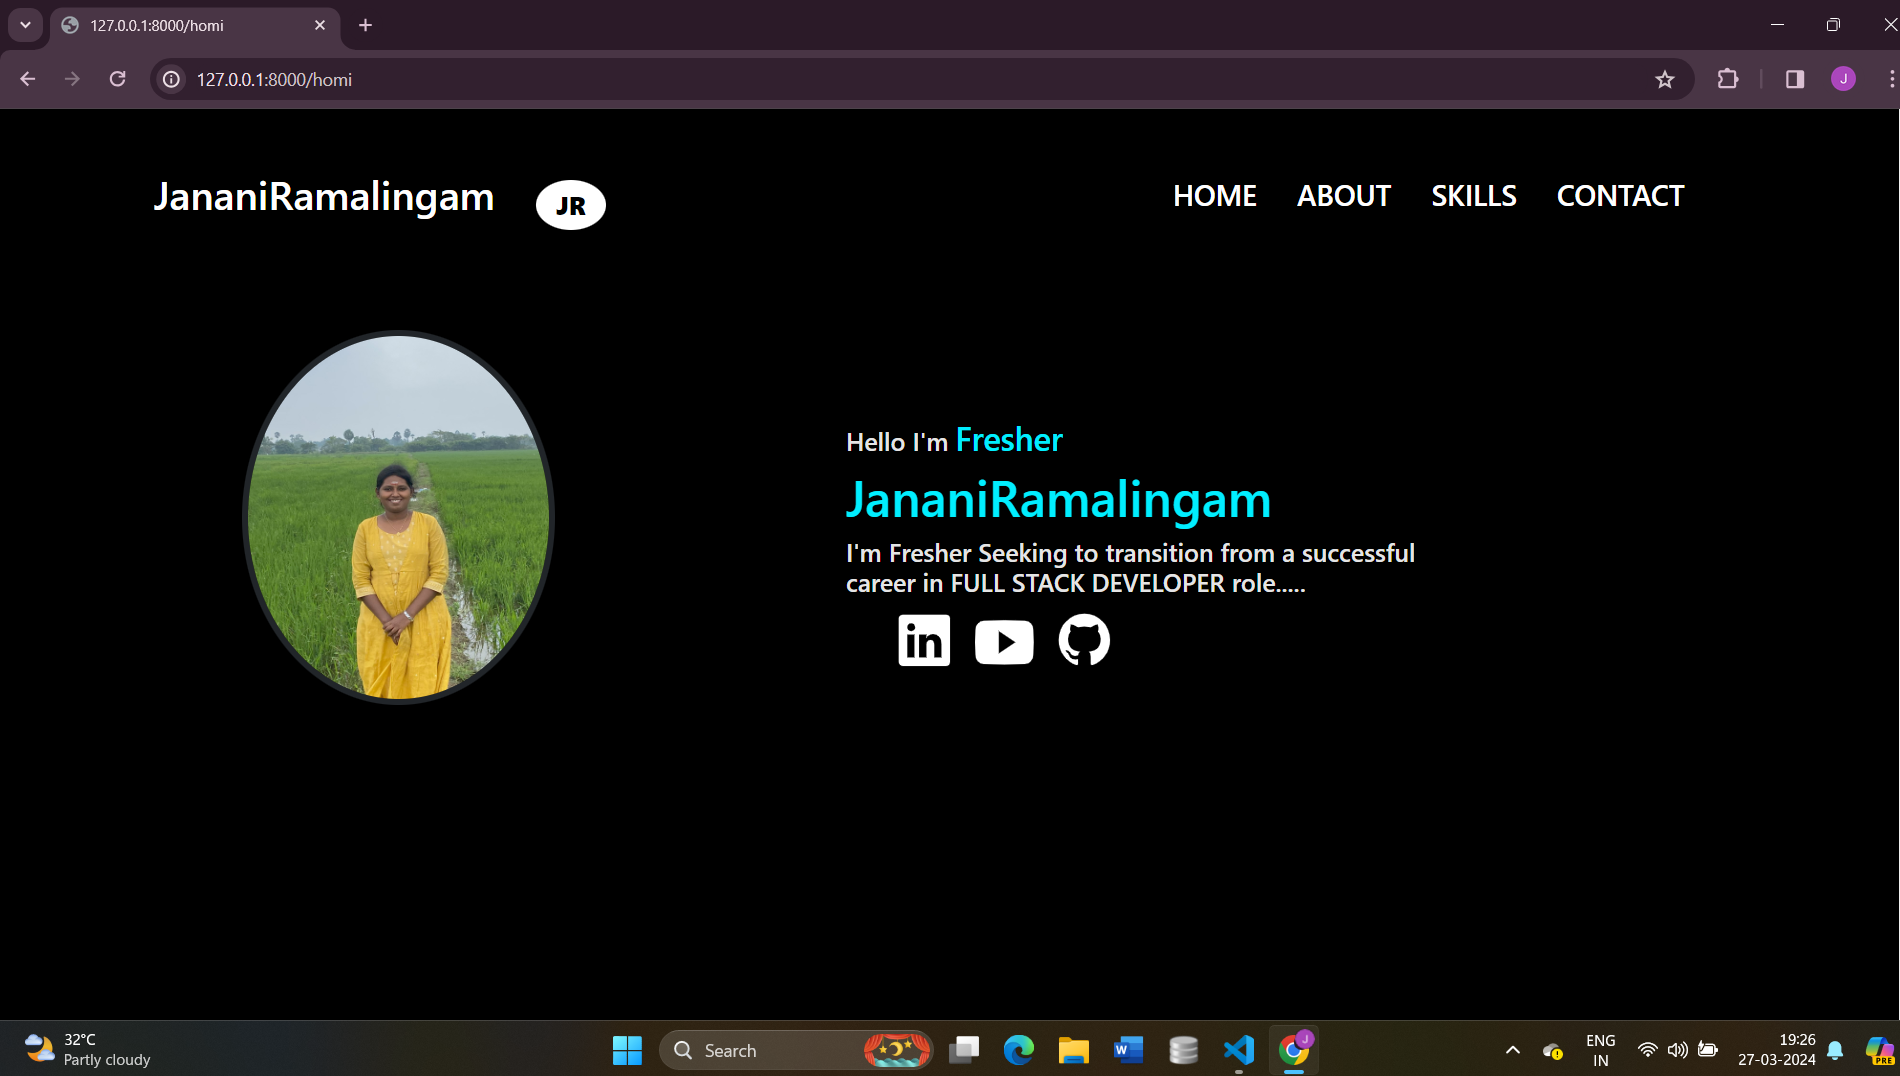 127.0.0.1:8000/homi
127.0.0.1:8000/homi
J
JananiRamalingam
JR
HOME ABOUT SKILLS CONTACT
Hello I'm Fresher
JananiRamalingam
I'm Fresher Seeking to transition from a successful
career in FULL STACK DEVELOPER role.....
in
32°C
Partly cloudy
Search
W
J
ENG
IN
19:26
27-03-2024
PRE